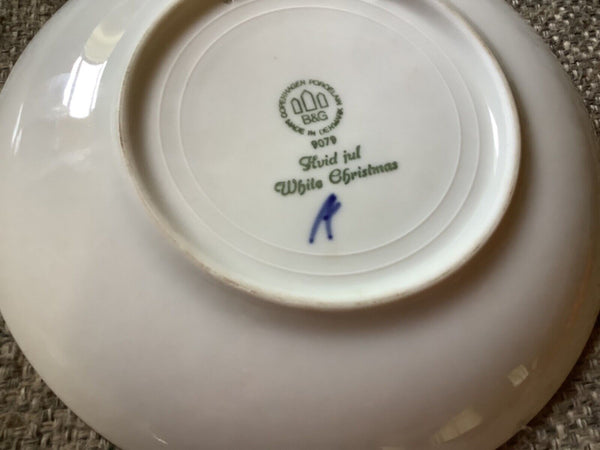 COPENHAGEN PORCELAIN
B&G
MADE IN DENMARK
9079
Hvid jul
White Christmas